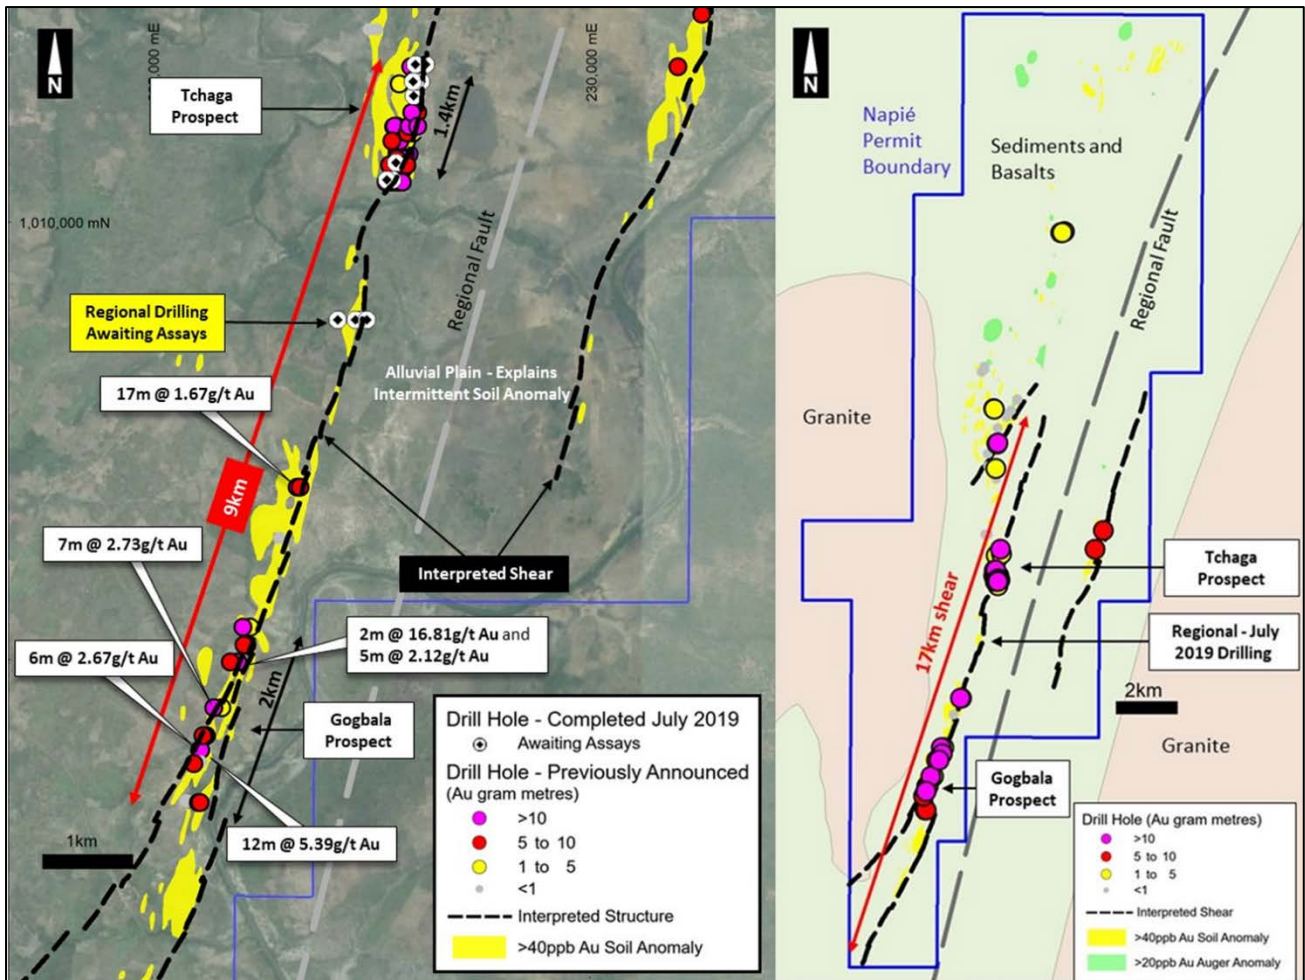 N
Tchaga
Prospect
,000 mE
230,000 mE
1.4km
1,010,000 mN
Regional Drilling
Awaiting Assays
Regional Fault
17m @ 1.67g/t Au
Alluvial Plain - Explains
Intermittent Soil Anomaly
9km
7m @ 2.73g/t Au
Interpreted Shear
2m @ 16.81g/t Au and
5m @ 2.12g/t Au
6m @ 2.67g/t Au
2km
Gogbala
Prospect
1km
12m @ 5.39g/t Au
Drill Hole - Completed July 2019
Awaiting Assays
Drill Hole - Previously Announced
(Au gram metres)
>10
5 to 10
1 to 5
<1
Interpreted Structure
>40ppb Au Soil Anomaly
N
Napié
Permit
Boundary
Sediments and
Basalts
Regional Fault
Granite
Tchaga
Prospect
17km shear
Regional - July
2019 Drilling
2km
Granite
Gogbala
Prospect
Drill Hole (Au gram metres)
>10
5 to 10
1 to 5
<1
Interpreted Shear
>40ppb Au Soil Anomaly
>20ppb Au Auger Anomaly